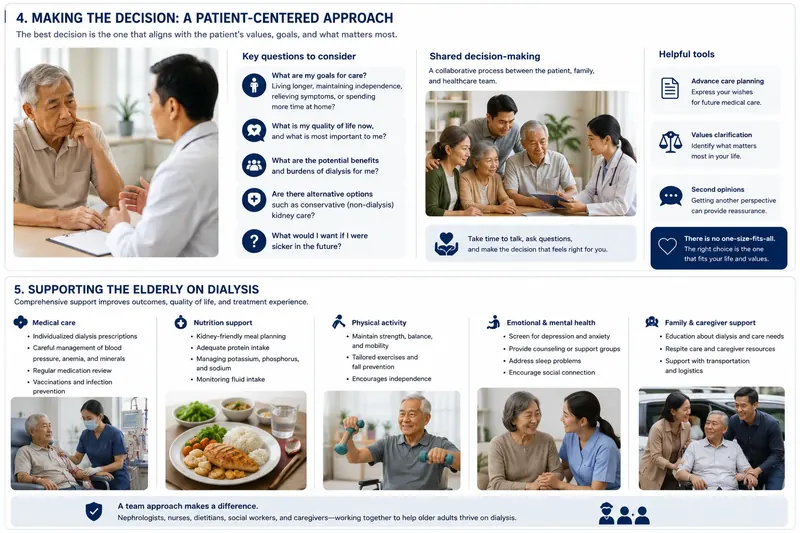 4. MAKING THE DECISION: A PATIENT-CENTERED APPROACH
The best decision is the one that aligns with the patient's values, goals, and what matters most.
Key questions to consider
What are my goals for care?
Living longer, maintaining independence,
relieving symptoms, or spending
more time at home?
What is my quality of life now,
and what is most important to me?
What are the potential benefits
and burdens of dialysis for me?
Are there alternative options
such as conservative (non-dialysis)
kidney care?
What would I want if I were
sicker in the future?
Shared decision-making
A collaborative process between the patient, family,
and healthcare team.
Take time to talk, ask questions,
and make the decision that feels right for you.
Helpful tools
Advance care planning
Express your wishes
for future medical care.
Values clarification
Identify what matters
most in your life.
Second opinions
Getting another perspective
can provide reassurance.
There is no one-size-fits-all.
The right choice is the one
that fits your life and values.
5. SUPPORTING THE ELDERLY ON DIALYSIS
Comprehensive support improves outcomes, quality of life, and treatment experience.
Medical care
• Individualized dialysis prescriptions
• Careful management of blood
pressure, anemia, and minerals
• Regular medication review
• Vaccinations and infection
prevention
Nutrition support
• Kidney-friendly meal planning
• Adequate protein intake
• Managing potassium, phosphorus,
and sodium
• Monitoring fluid intake
Physical activity
• Maintain strength, balance,
and mobility
• Tailored exercises and
fall prevention
• Encourages independence
Emotional & mental health
• Screen for depression and anxiety
• Provide counseling or support groups
• Address sleep problems
• Encourage social connection
Family & caregiver support
• Education about dialysis and care needs
• Respite care and caregiver resources
• Support with transportation
and logistics
A team approach makes a difference.
Nephrologists, nurses, dietitians, social workers, and caregivers—working together to help older adults thrive on dialysis.